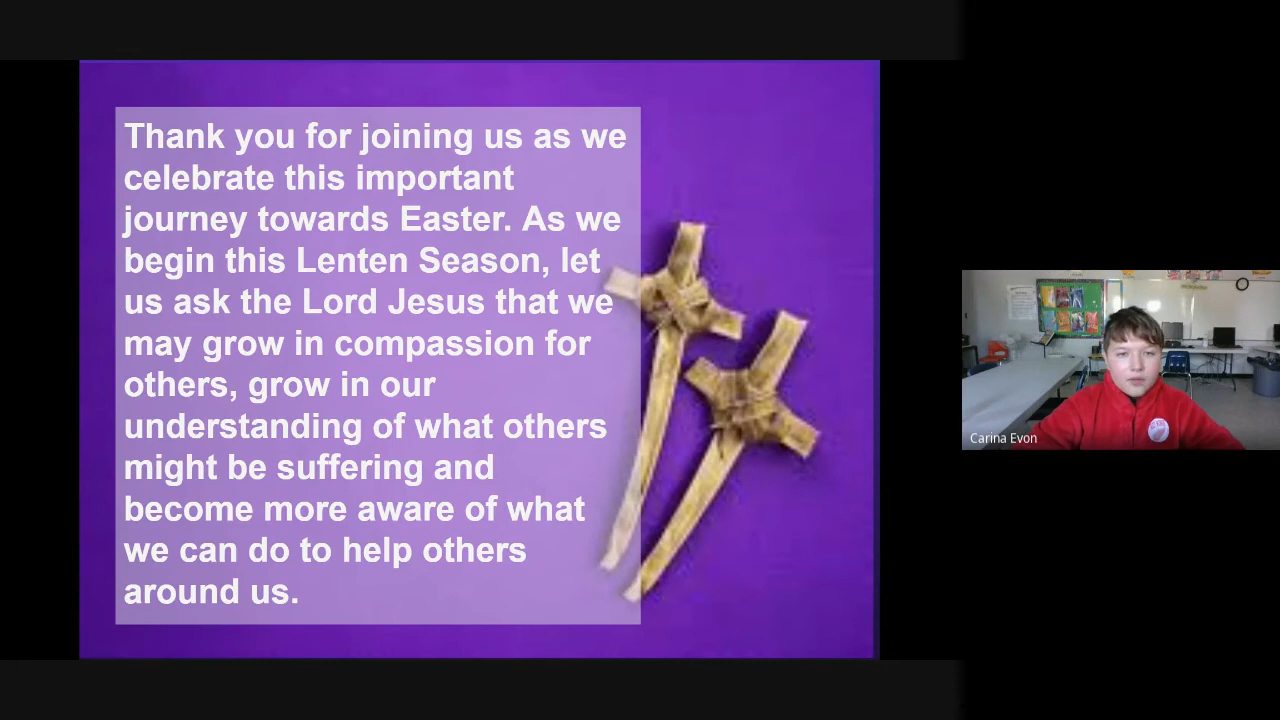 Thank you for joining us as we
celebrate this important
journey towards Easter. As we
begin this Lenten Season, let
us ask the Lord Jesus that we
may grow in compassion for
others, grow in our
understanding of what others
might be suffering and
become more aware of what
we can do to help others
around us.
Carina Evon